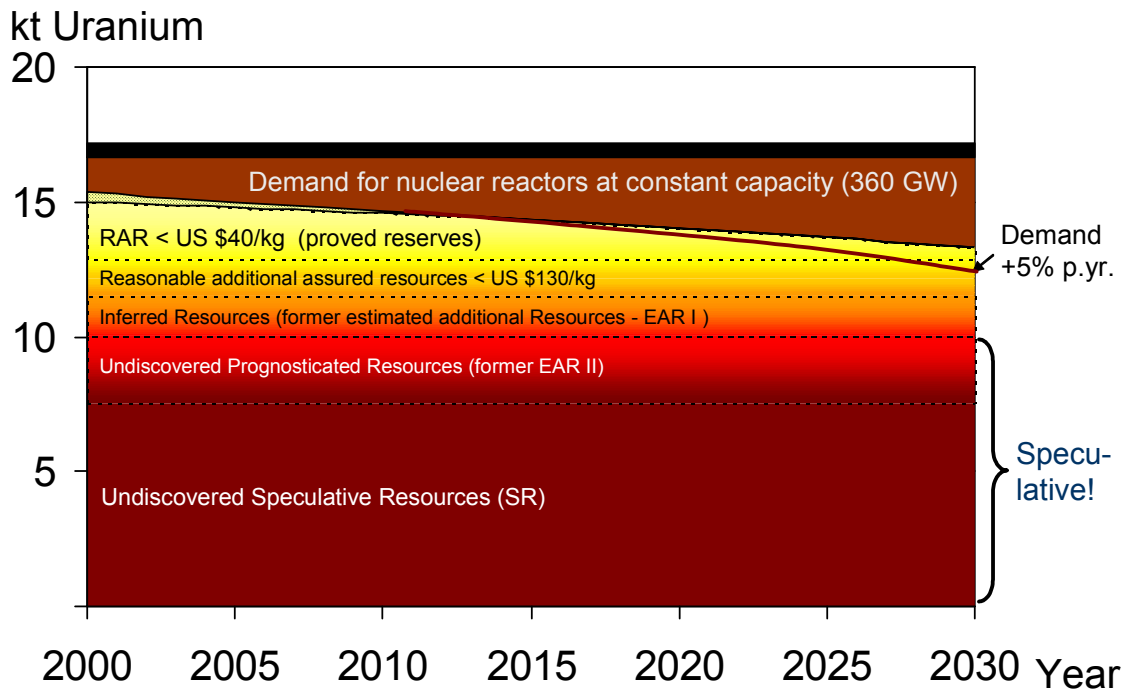 kt Uranium
20
15
10
5
Demand for nuclear reactors at constant capacity (360 GW)
RAR < US $40/kg (proved reserves)
Reasonable additional assured resources < US $130/kg
Inferred Resources (former estimated additional Resources - EAR I )
Undiscovered Prognosticated Resources (former EAR II)
Undiscovered Speculative Resources (SR)
Demand
+5% p.yr.
Specu-
lative!
2000 2005 2010 2015 2020 2025 2030 Year